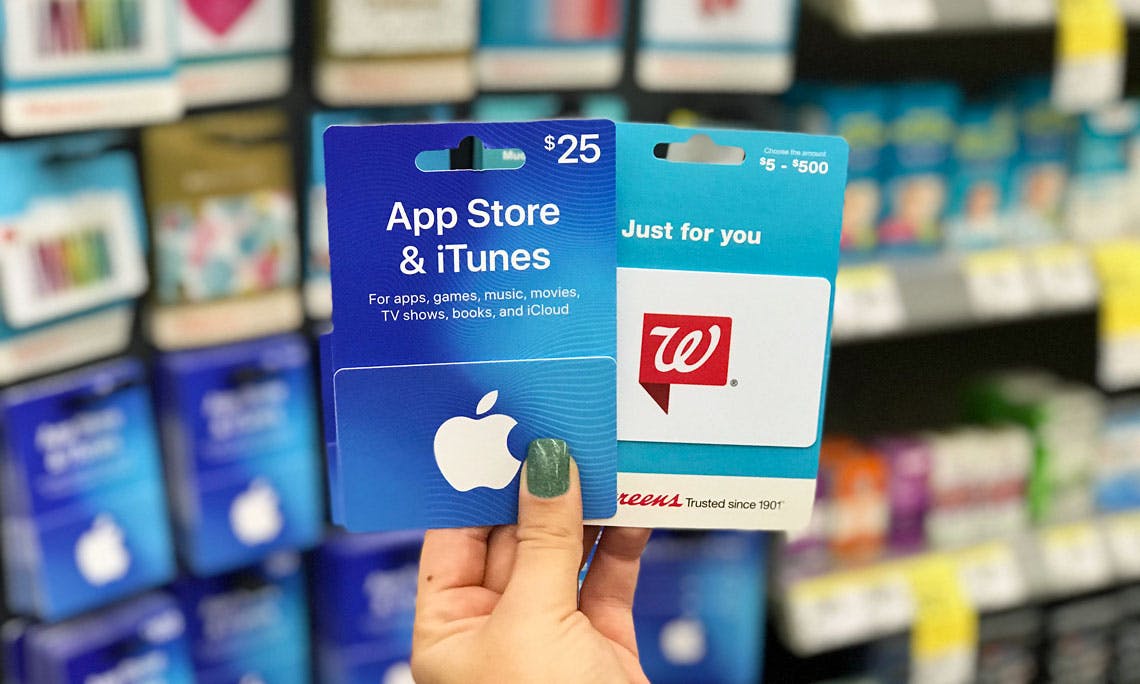 $25
App Store
& iTunes
For apps, games, music, movies,
TV shows, books, and iCloud
Choose the amount
$5 - $500
Just for you
W
®
reens Trusted since 1901